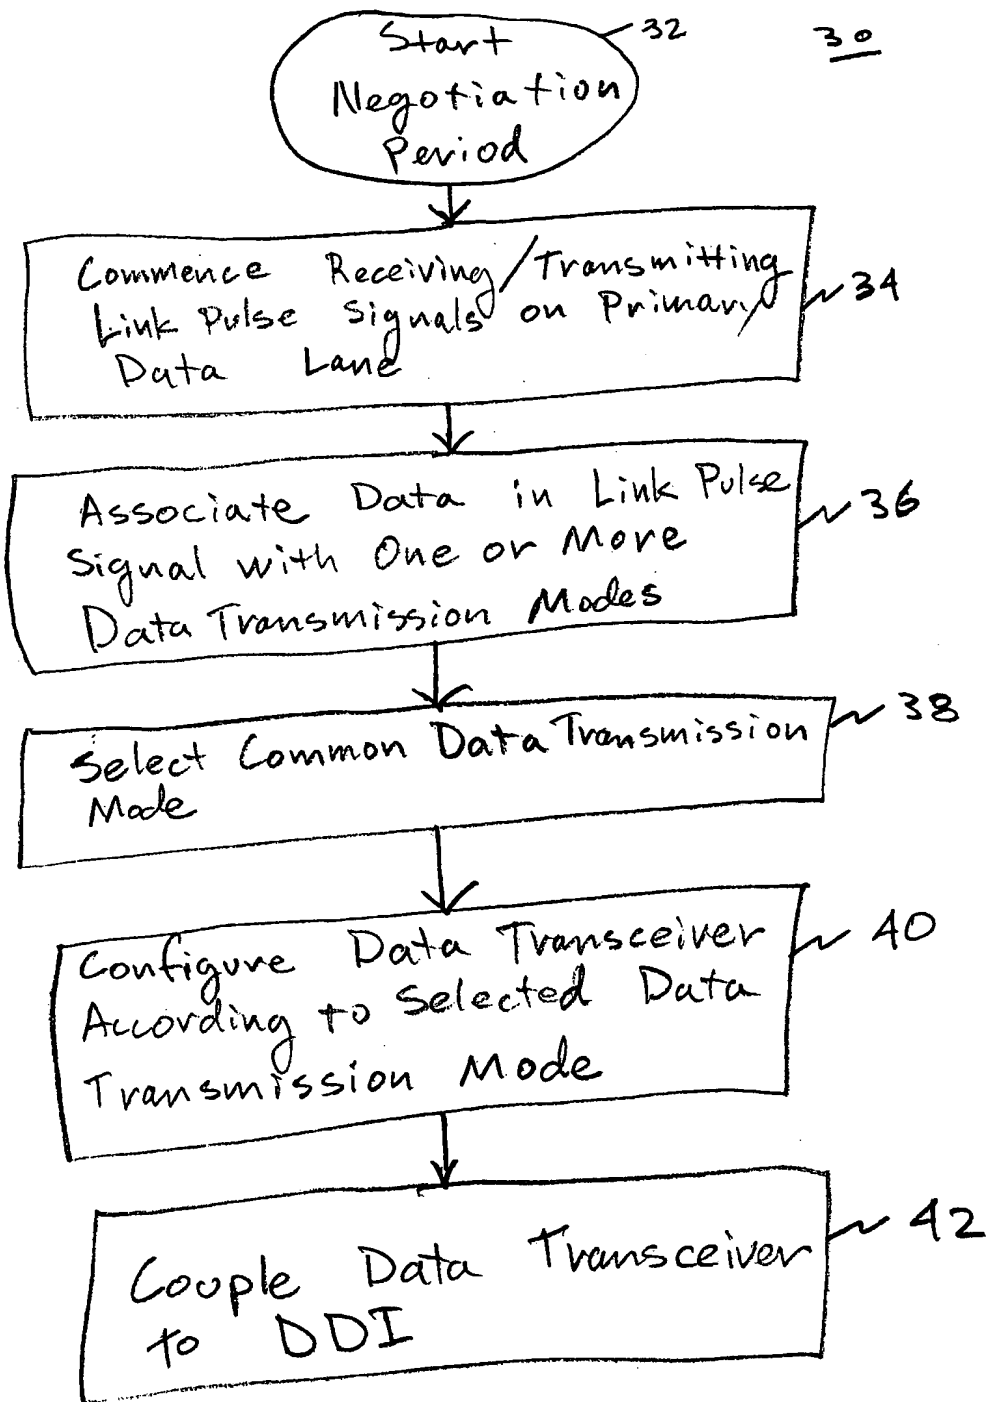 Start
Negotiation
Period
32
30
Commence Receiving/Transmitting
Link Pulse Signals on Primary
Data Lane
34
Associate Data in Link Pulse
Signal with One or More
Data Transmission Modes
36
Select Common Data Transmission
Mode
38
Configure Data Transceiver
According to Selected Data
Transmission Mode
40
Couple Data Transceiver
to DDI
42